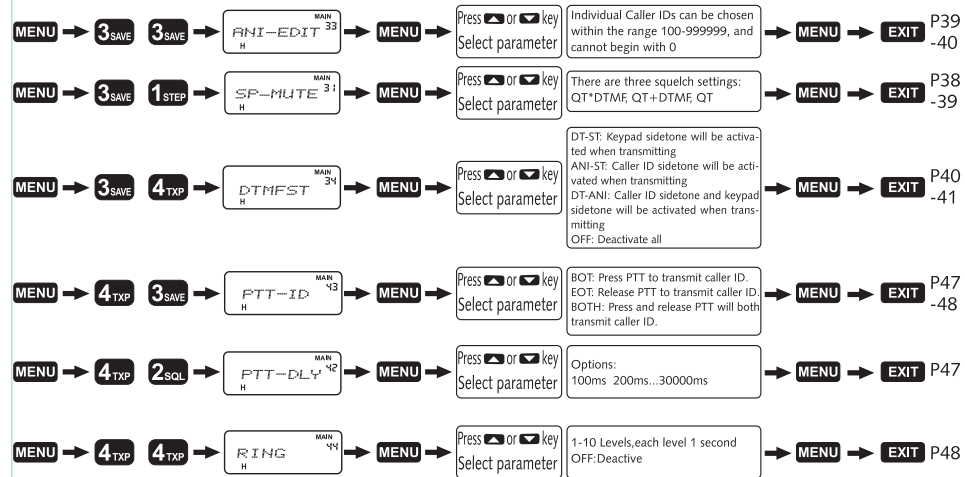 MENU 3SAVE 3SAVE MAIN ANI-EDIT 33 H MENU Press or key Select parameter
Individual Caller IDs can be chosen
within the range 100-999999, and
cannot begin with 0
MENU EXIT P39
-40
MENU 3SAVE 1STEP MAIN SP-MUTE 31 H MENU Press or key Select parameter
There are three squelch settings:
QT*DTMF, QT+DTMF, QT
MENU EXIT P38
-39
MENU 3SAVE 4TXP MAIN DTMFST 34 H MENU Press or key Select parameter
DT-ST: Keypad sidetone will be activa-
ted when transmitting
ANI-ST: Caller ID sidetone will be acti-
vated when transmitting
DT-ANI: Caller ID sidetone and keypad
sidetone will be activated when trans-
mitting
OFF: Deactivate all
MENU EXIT P40
-41
MENU 4TXP 3SAVE MAIN PTT-ID 43 H MENU Press or key Select parameter
BOT: Press PTT to transmit caller ID.
EOT: Release PTT to transmit caller ID.
BOTH: Press and release PTT will both
transmit caller ID.
MENU EXIT P47
-48
MENU 4TXP 2SQL MAIN PTT-DLY 42 H MENU Press or key Select parameter
Options:
100ms 200ms...30000ms
MENU EXIT P47
MENU 4TXP 4TXP MAIN RING 44 H MENU Press or key Select parameter
1-10 Levels,each level 1 second
OFF:Deactive
MENU EXIT P48